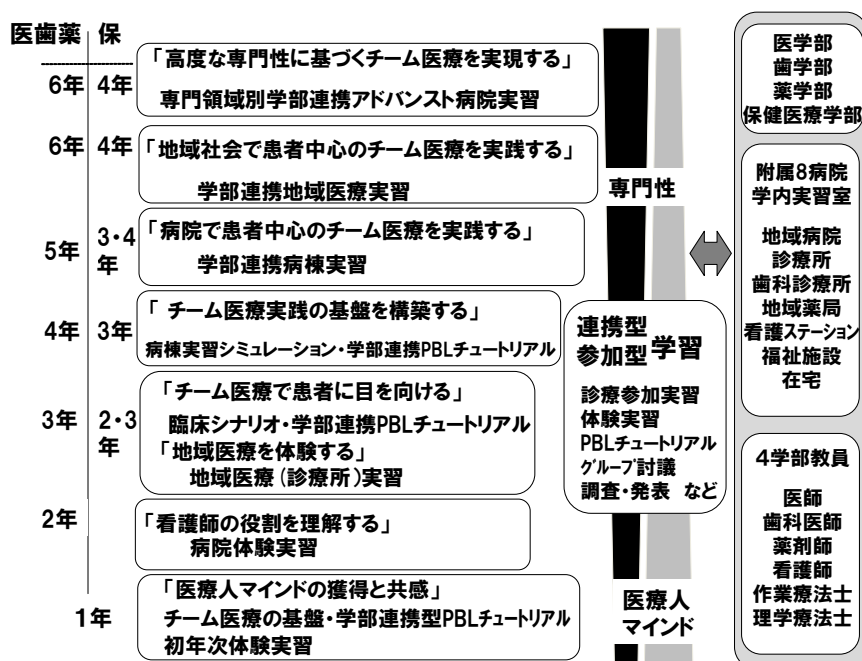 医歯薬 保
6年 4年
「高度な専門性に基づくチーム医療を実現する」
専門領域別学部連携アドバンスト病院実習
6年 4年
「地域社会で患者中心のチーム医療を実践する」
学部連携地域医療実習
5年 3・4年
「病院で患者中心のチーム医療を実践する」
学部連携病棟実習
4年 3年
「 チーム医療実践の基盤を構築する」
病棟実習シミュレーション・学部連携PBLチュートリアル
3年 2・3年
「チーム医療で患者に目を向ける」
臨床シナリオ・学部連携PBLチュートリアル
「地域医療を体験する」
地域医療(診療所)実習
2年
「看護師の役割を理解する」
病院体験実習
1年
「医療人マインドの獲得と共感」
チーム医療の基盤・学部連携型PBLチュートリアル
初年次体験実習
専門性
連携型
参加型 学習
診療参加実習
体験実習
PBLチュートリアル
グループ討議
調査・発表 など
医療人
マインド
医学部
歯学部
薬学部
保健医療学部
附属8病院
学内実習室
地域病院
診療所
歯科診療所
地域薬局
看護ステーション
福祉施設
在宅
4学部教員
医師
歯科医師
薬剤師
看護師
作業療法士
理学療法士